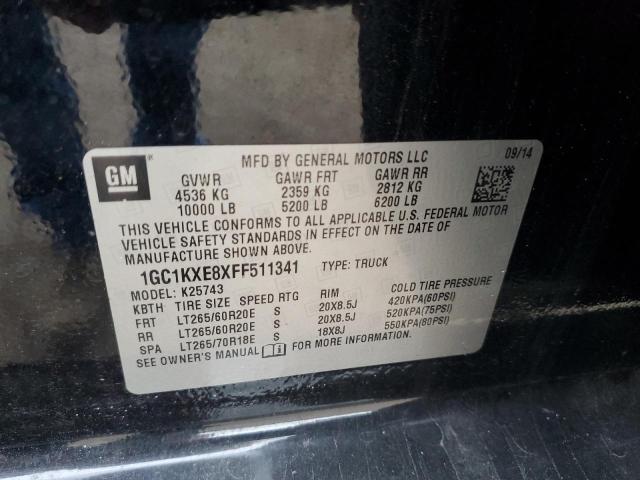 GM
MFD BY GENERAL MOTORS LLC
09/14
GVWR GAWR FRT GAWR RR
4536 KG 2359 KG 2812 KG
10000 LB 5200 LB 6200 LB
THIS VEHICLE CONFORMS TO ALL APPLICABLE U.S. FEDERAL MOTOR
VEHICLE SAFETY STANDARDS IN EFFECT ON THE DATE OF
MANUFACTURE SHOWN ABOVE.
1GC1KXE8XFF511341 TYPE: TRUCK
MODEL: K25743
KBTH TIRE SIZE SPEED RTG RIM COLD TIRE PRESSURE
FRT LT265/60R20E S 20X8.5J 420KPA(60PSI)
RR LT265/60R20E S 20X8.5J 520KPA(75PSI)
SPA LT265/70R18E S 18X8J 550KPA(80PSI)
SEE OWNER'S MANUAL FOR MORE INFORMATION.